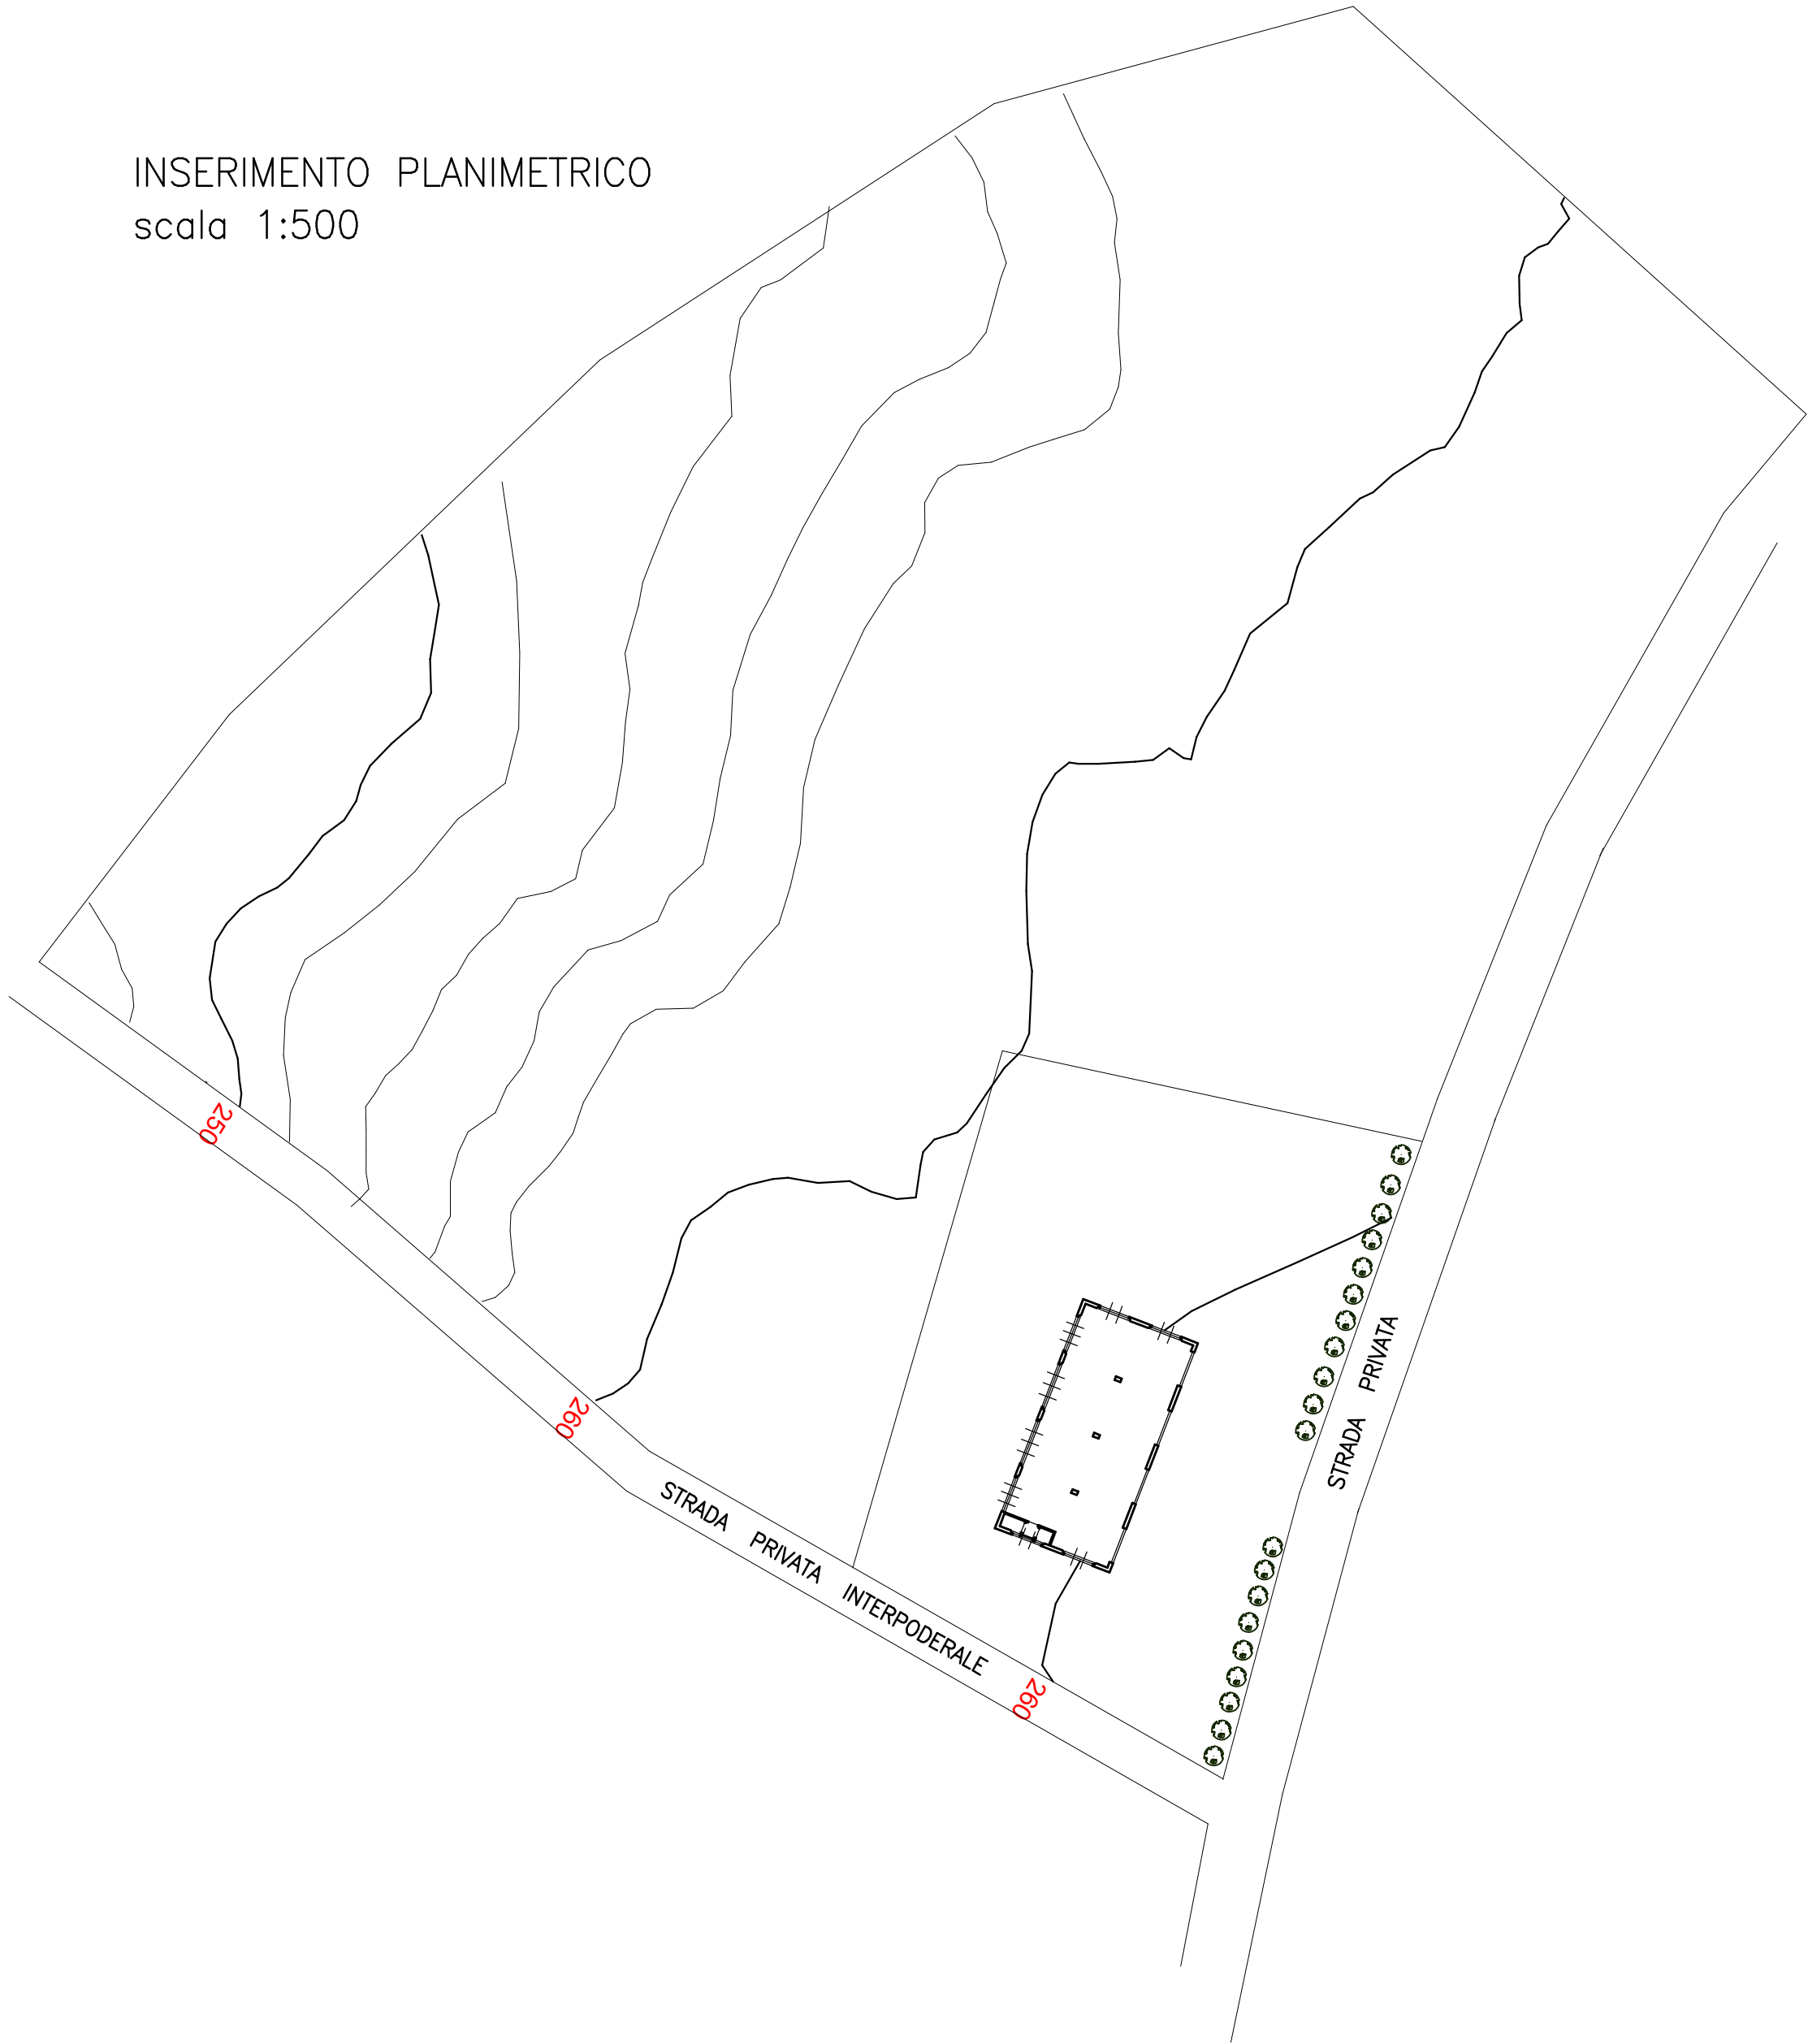 INSERIMENTO PLANIMETRICO
scala 1:500
250
260
STRADA PRIVATA
STRADA PRIVATA INTERPODERALE
260